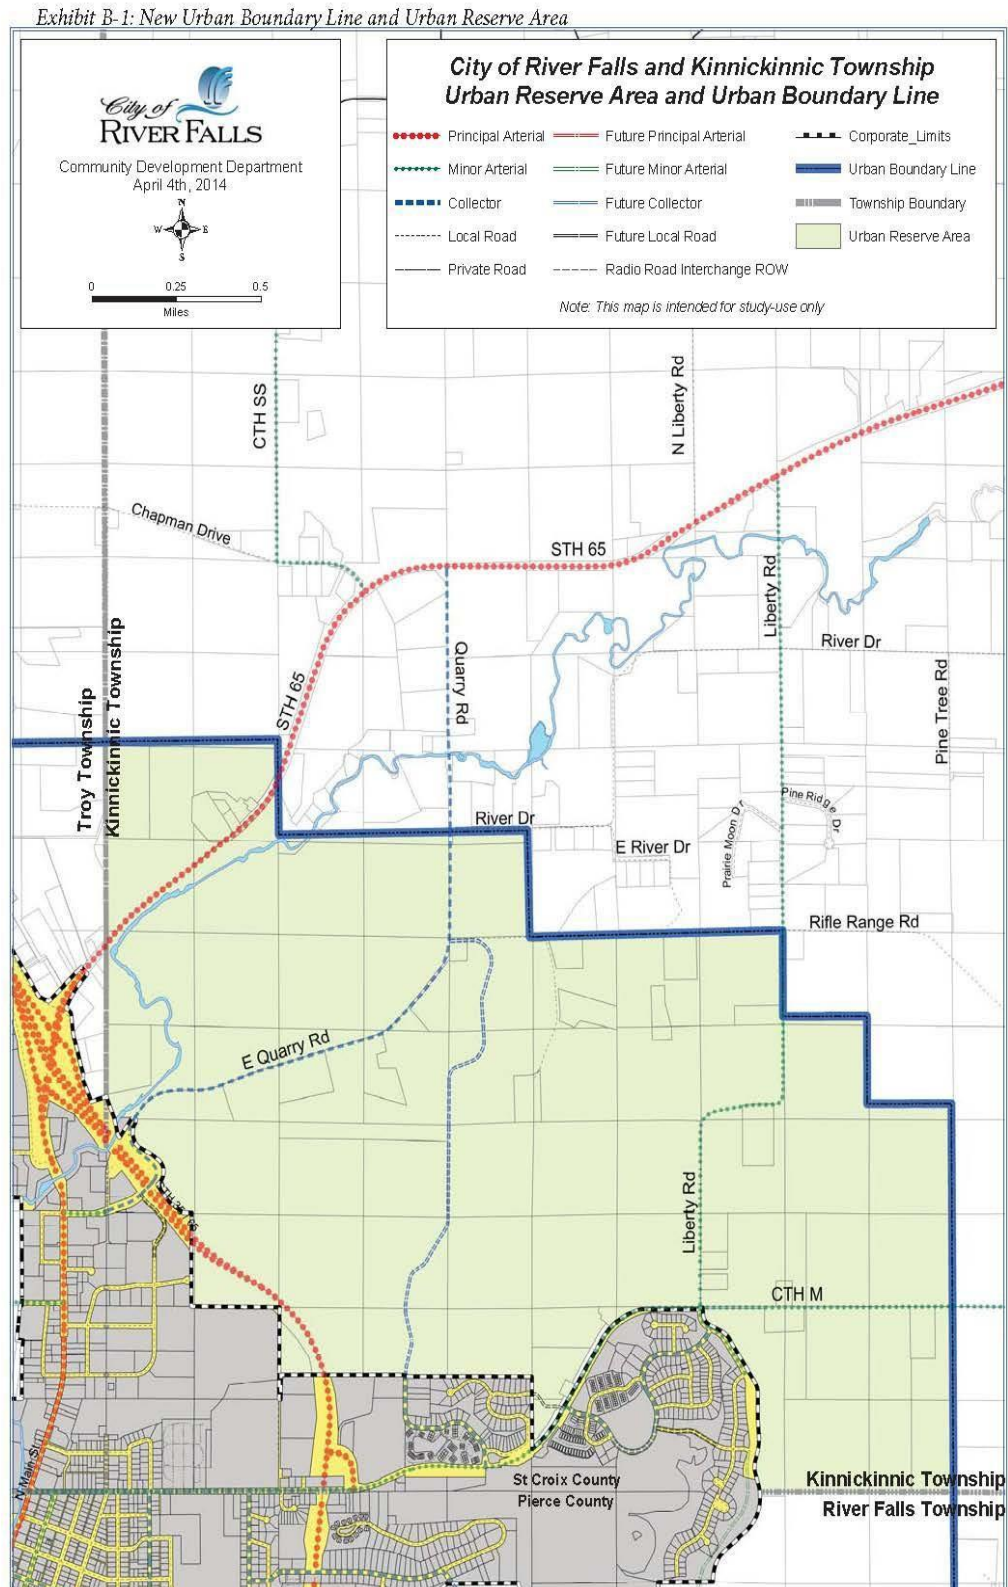 Exhibit B-1: New Urban Boundary Line and Urban Reserve Area
City of
RIVER FALLS
Community Development Department
April 4th, 2014
N
W E
S
0 0.25 0.5
Miles
City of River Falls and Kinnickinnic Township
Urban Reserve Area and Urban Boundary Line
Principal Arterial Future Principal Arterial Corporate_Limits
Minor Arterial Future Minor Arterial Urban Boundary Line
Collector Future Collector Township Boundary
Local Road Future Local Road Urban Reserve Area
Private Road Radio Road Interchange ROW
Note: This map is intended for study-use only
CTH SS
N Liberty Rd
Chapman Drive
STH 65
Liberty Rd
River Dr
Quarry Rd
Pine Tree Rd
STH 65
Troy Township
Kinnickinnic Township
River Dr
E River Dr
Prairie Moon Dr
Pine Ridge Dr
Rifle Range Rd
E Quarry Rd
Liberty Rd
CTH M
N Main St
St Croix County
Pierce County
Kinnickinnic Township
River Falls Township